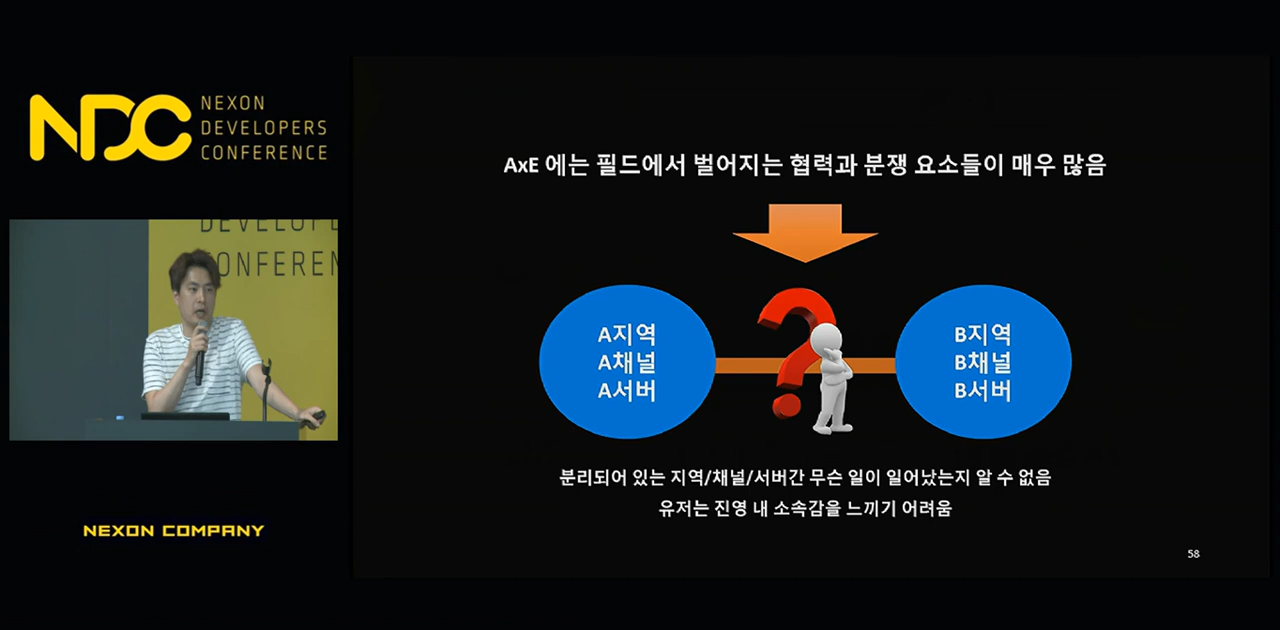 NDC
NEXON
DEVELOPERS
CONFERENCE
DEVELOPE
CONFEREN
NEXON COMPANY
AxE 에는 필드에서 벌어지는 협력과 분쟁 요소들이 매우 많음
A지역
A채널
A서버
?
B지역
B채널
B서버
분리되어 있는 지역/채널/서버간 무슨 일이 일어났는지 알 수 없음
유저는 진영 내 소속감을 느끼기 어려움
58